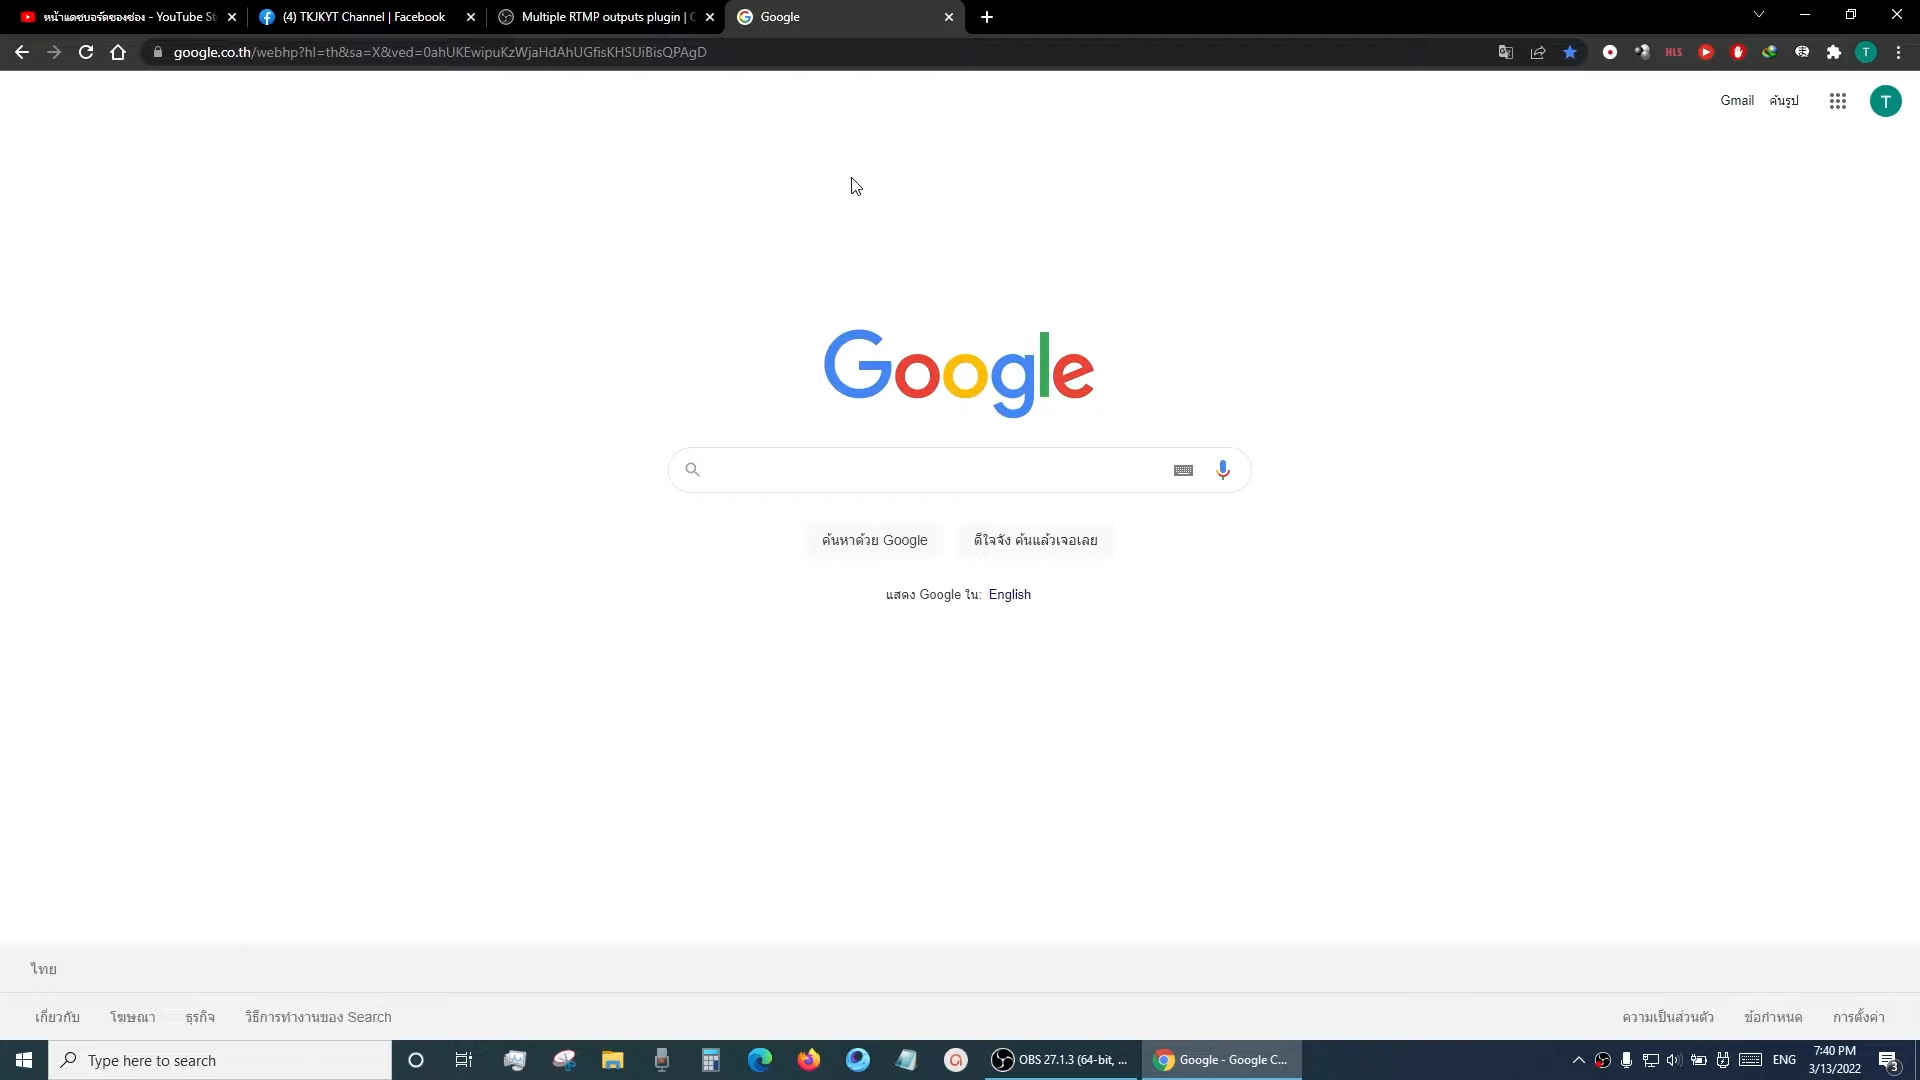 หน้าแดชบอร์ดของช่อง - YouTube St
(4) TKJKYT Channel | Facebook
Multiple RTMP outputs plugin | O
Google
google.co.th/webhp?hl=th&sa=X&ved=0ahUKEwipuKzWjaHdAhUGfisKHSUiBisQPAgD
HLS
T
Gmail
ค้นรูป
T
Google
ค้นหาด้วย Google
ดีใจจัง ค้นแล้วเจอเลย
แสดง Google ใน: English
ไทย
เกี่ยวกับ
โฆษณา
ธุรกิจ
วิธีการทำงานของ Search
ความเป็นส่วนตัว
ข้อกำหนด
การตั้งค่า
Type here to search
OBS 27.1.3 (64-bit, ...
Google - Google C...
ENG
7:40 PM
3/13/2022
3